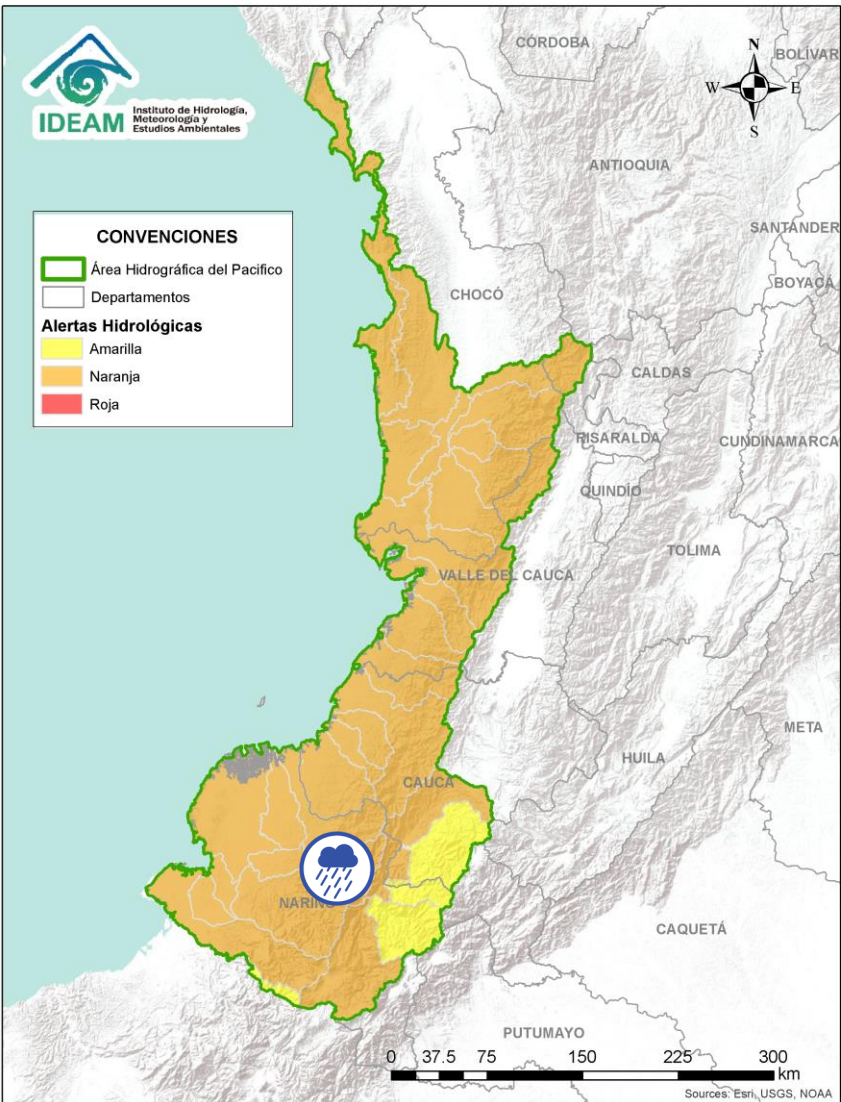 IDEAM
Instituto de Hidrología,
Meteorología y
Estudios Ambientales
N
W
E
S
CÓRDOBA
BOLIVAR
ANTIOQUIA
SANTANDER
BOYACÁ
CONVENCIONES
Área Hidrográfica del Pacifico
Departamentos
Alertas Hidrológicas
Amarilla
Naranja
Roja
CHOCÓ
CALDAS
RISARALDA
CUNDINAMARCA
QUINDÍO
TOLIMA
VALLE DEL CAUCA
META
HUILA
CAUCA
NARIÑO
CAQUETÁ
PUTUMAYO
0 37.5 75 150 225 300
km
Sources: Esri, USGS, NOAA